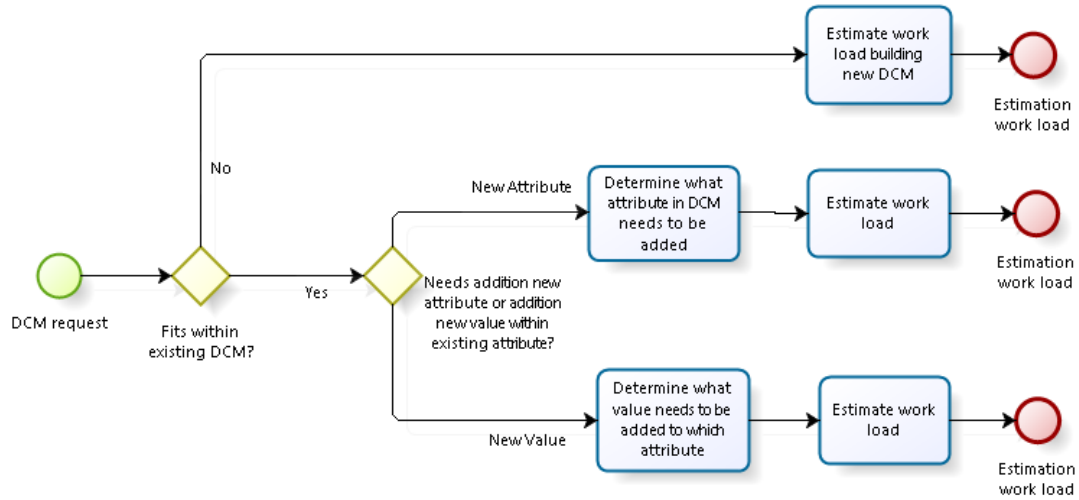 Estimate work
load building
new DCM
Estimation
work load
No
New Attribute
Determine what
attribute in DCM
needs to be
added
Estimate work
load
Estimation
work load
DCM request
Fits within
existing DCM?
Yes
Needs addition new
attribute or addition
new value within
existing attribute?
New Value
Determine what
value needs to be
added to which
attribute
Estimate work
load
Estimation
work load